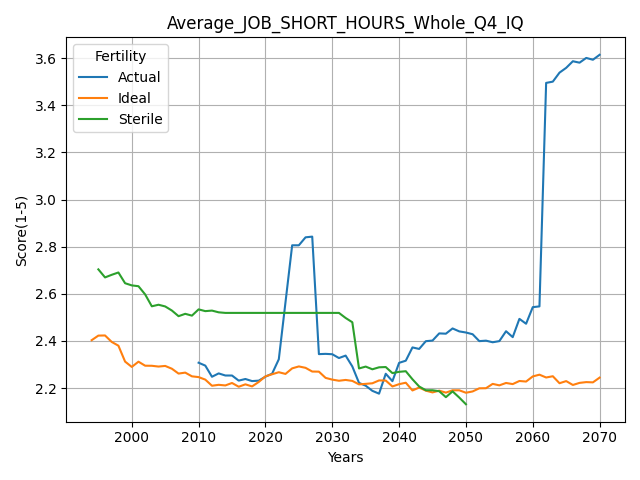 Average_JOB_SHORT_HOURS_Whole_Q4_IQ
Fertility
Actual
Ideal
Sterile
Score(1-5)
3.6
3.4
3.2
3.0
2.8
2.6
2.4
2.2
2000 2010 2020 2030 2040 2050 2060 2070
Years